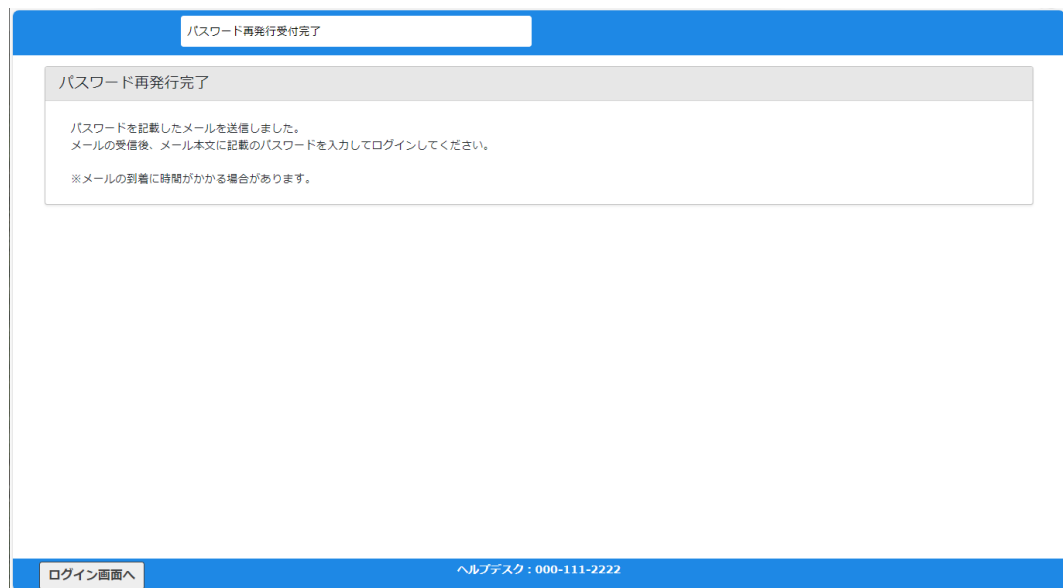 パスワード再発行受付完了
パスワード再発行完了
パスワードを記載したメールを送信しました。
メールの受信後、メール本文に記載のパスワードを入力してログインしてください。
※メールの到着に時間がかかる場合があります。
ログイン画面へ
ヘルプデスク：000-111-2222